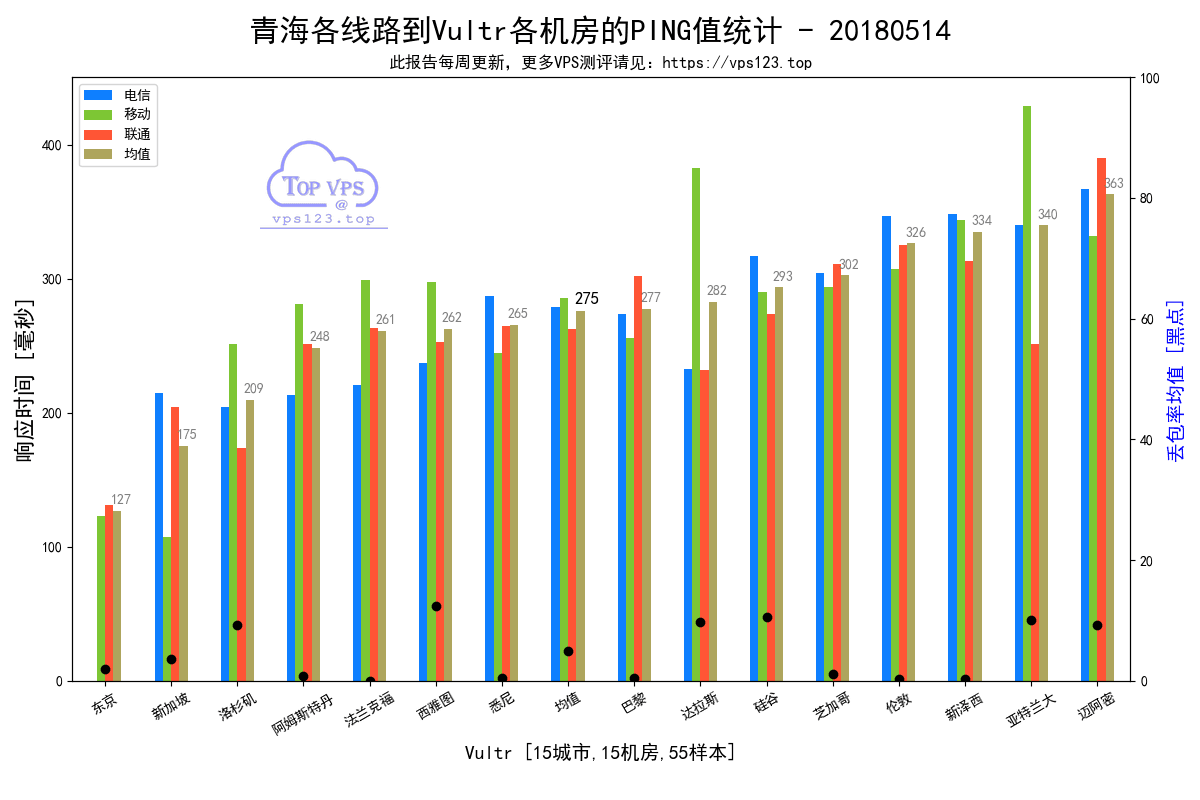 青海各线路到Vultr各机房的PING值统计 - 20180514
此报告每周更新，更多VPS测评请见：https://vps123.top
电信
移动
联通
均值
TOP VPS
@
vps123.top
响应时间 [毫秒]
400
300
200
100
0
127
175
209
248
261
262
265
275
277
282
293
302
326
334
340
363
100
80
60
40
20
0
丢包率均值 [黑点]
东京
新加坡
洛杉矶
阿姆斯特丹
法兰克福
西雅图
悉尼
均值
巴黎
达拉斯
硅谷
芝加哥
伦敦
新泽西
亚特兰大
迈阿密
Vultr [15城市,15机房,55样本]